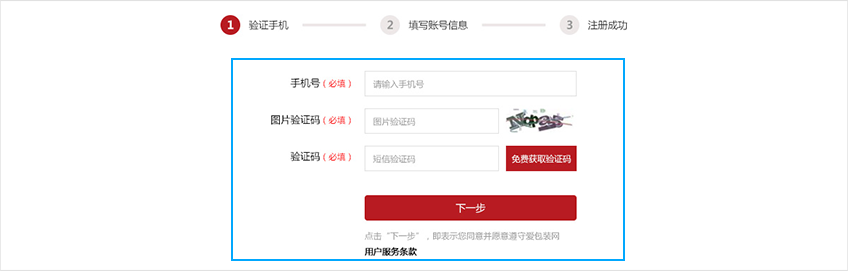 1 验证手机 2 填写账号信息 3 注册成功
手机号（必填） 请输入手机号
图片验证码（必填） 图片验证码
验证码（必填） 短信验证码 免费获取验证码
下一步
点击“下一步”，即表示您同意并愿意遵守爱包装网
用户服务条款